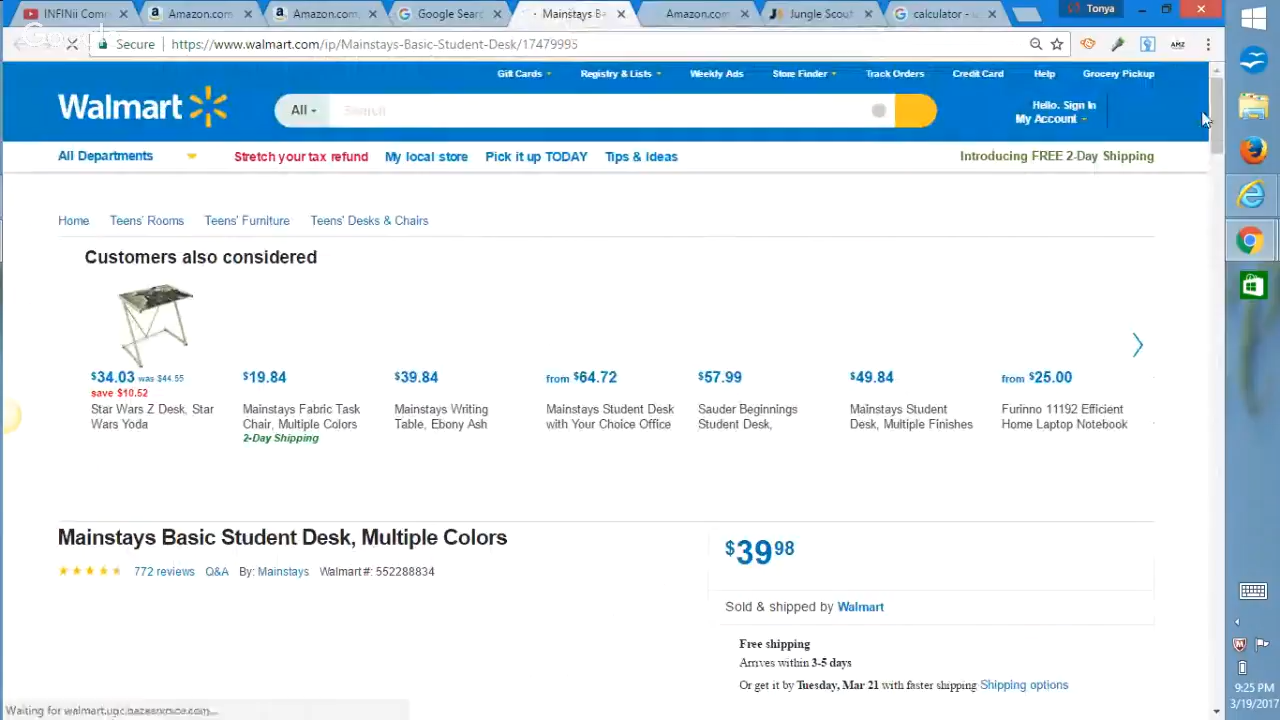 INFINii Com
Amazon.com
Amazon.com:
Google Sear
Mainstays Ba
Amazon.com:
Jungle Scout
calculator -
Tonya
Secure https://www.walmart.com/ip/Mainstays-Basic-Student-Desk/17479995
AMZ
Gift Cards Registry & Lists Weekly Ads Store Finder Track Orders Credit Card Help Grocery Pickup
Walmart
All Search
Hello. Sign In
My Account
All Departments Stretch your tax refund My local store Pick it up TODAY Tips & Ideas Introducing FREE 2-Day Shipping
Home Teens' Rooms Teens' Furniture Teens' Desks & Chairs
Customers also considered
$34.03 was $44.55 $19.84 $39.84 from $64.72 $57.99 $49.84 from $25.00
save $10.52
Star Wars Z Desk, Star Mainstays Fabric Task Mainstays Writing Mainstays Student Desk Sauder Beginnings Mainstays Student Furinno 11192 Efficient
Wars Yoda Chair, Multiple Colors Table, Ebony Ash with Your Choice Office Student Desk, Desk, Multiple Finishes Home Laptop Notebook
2-Day Shipping
Mainstays Basic Student Desk, Multiple Colors
$39 98
772 reviews Q&A By: Mainstays Walmart #: 552288834
Sold & shipped by Walmart
Free shipping
Arrives within 3-5 days
Or get it by Tuesday, Mar 21 with faster shipping Shipping options
9:25 PM
3/19/2017